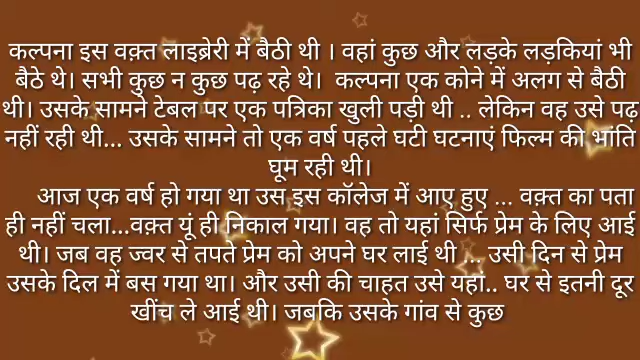 कल्पना इस वक़्त लाइब्रेरी में बैठी थी । वहां कुछ और लड़के लड़कियां भी
बैठे थे। सभी कुछ न कुछ पढ़ रहे थे।  कल्पना एक कोने में अलग से बैठी
थी। उसके सामने टेबल पर एक पत्रिका खुली पड़ी थी .. लेकिन वह उसे पढ़
नहीं रही थी... उसके सामने तो एक वर्ष पहले घटी घटनाएं फिल्म की भांति
घूम रही थी।
आज एक वर्ष हो गया था उस इस कॉलेज में आए हुए ... वक़्त का पता
ही नहीं चला...वक़्त यूं ही निकाल गया। वह तो यहां सिर्फ प्रेम के लिए आई
थी। जब वह ज्वर से तपते प्रेम को अपने घर लाई थी ... उसी दिन से प्रेम
उसके दिल में बस गया था। और उसी की चाहत उसे यहां.. घर से इतनी दूर
खींच ले आई थी। जबकि उसके गांव से कुछ